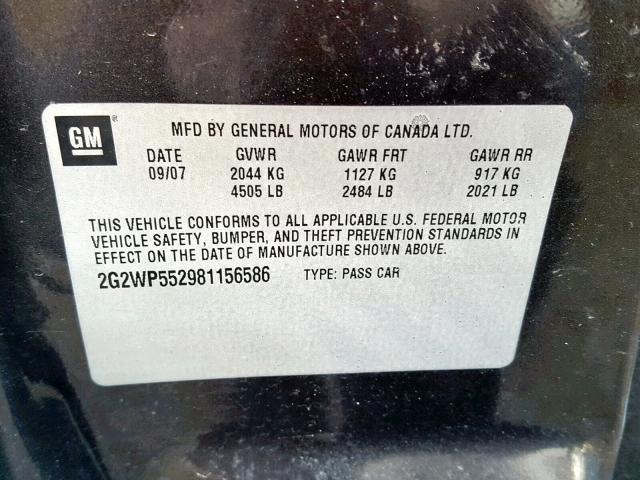 GM
MFD BY GENERAL MOTORS OF CANADA LTD.
DATE GVWR GAWR FRT GAWR RR
09/07 2044 KG 1127 KG 917 KG
4505 LB 2484 LB 2021 LB
THIS VEHICLE CONFORMS TO ALL APPLICABLE U.S. FEDERAL MOTOR
VEHICLE SAFETY, BUMPER, AND THEFT PREVENTION STANDARDS IN
EFFECT ON THE DATE OF MANUFACTURE SHOWN ABOVE.
2G2WP552981156586 TYPE: PASS CAR